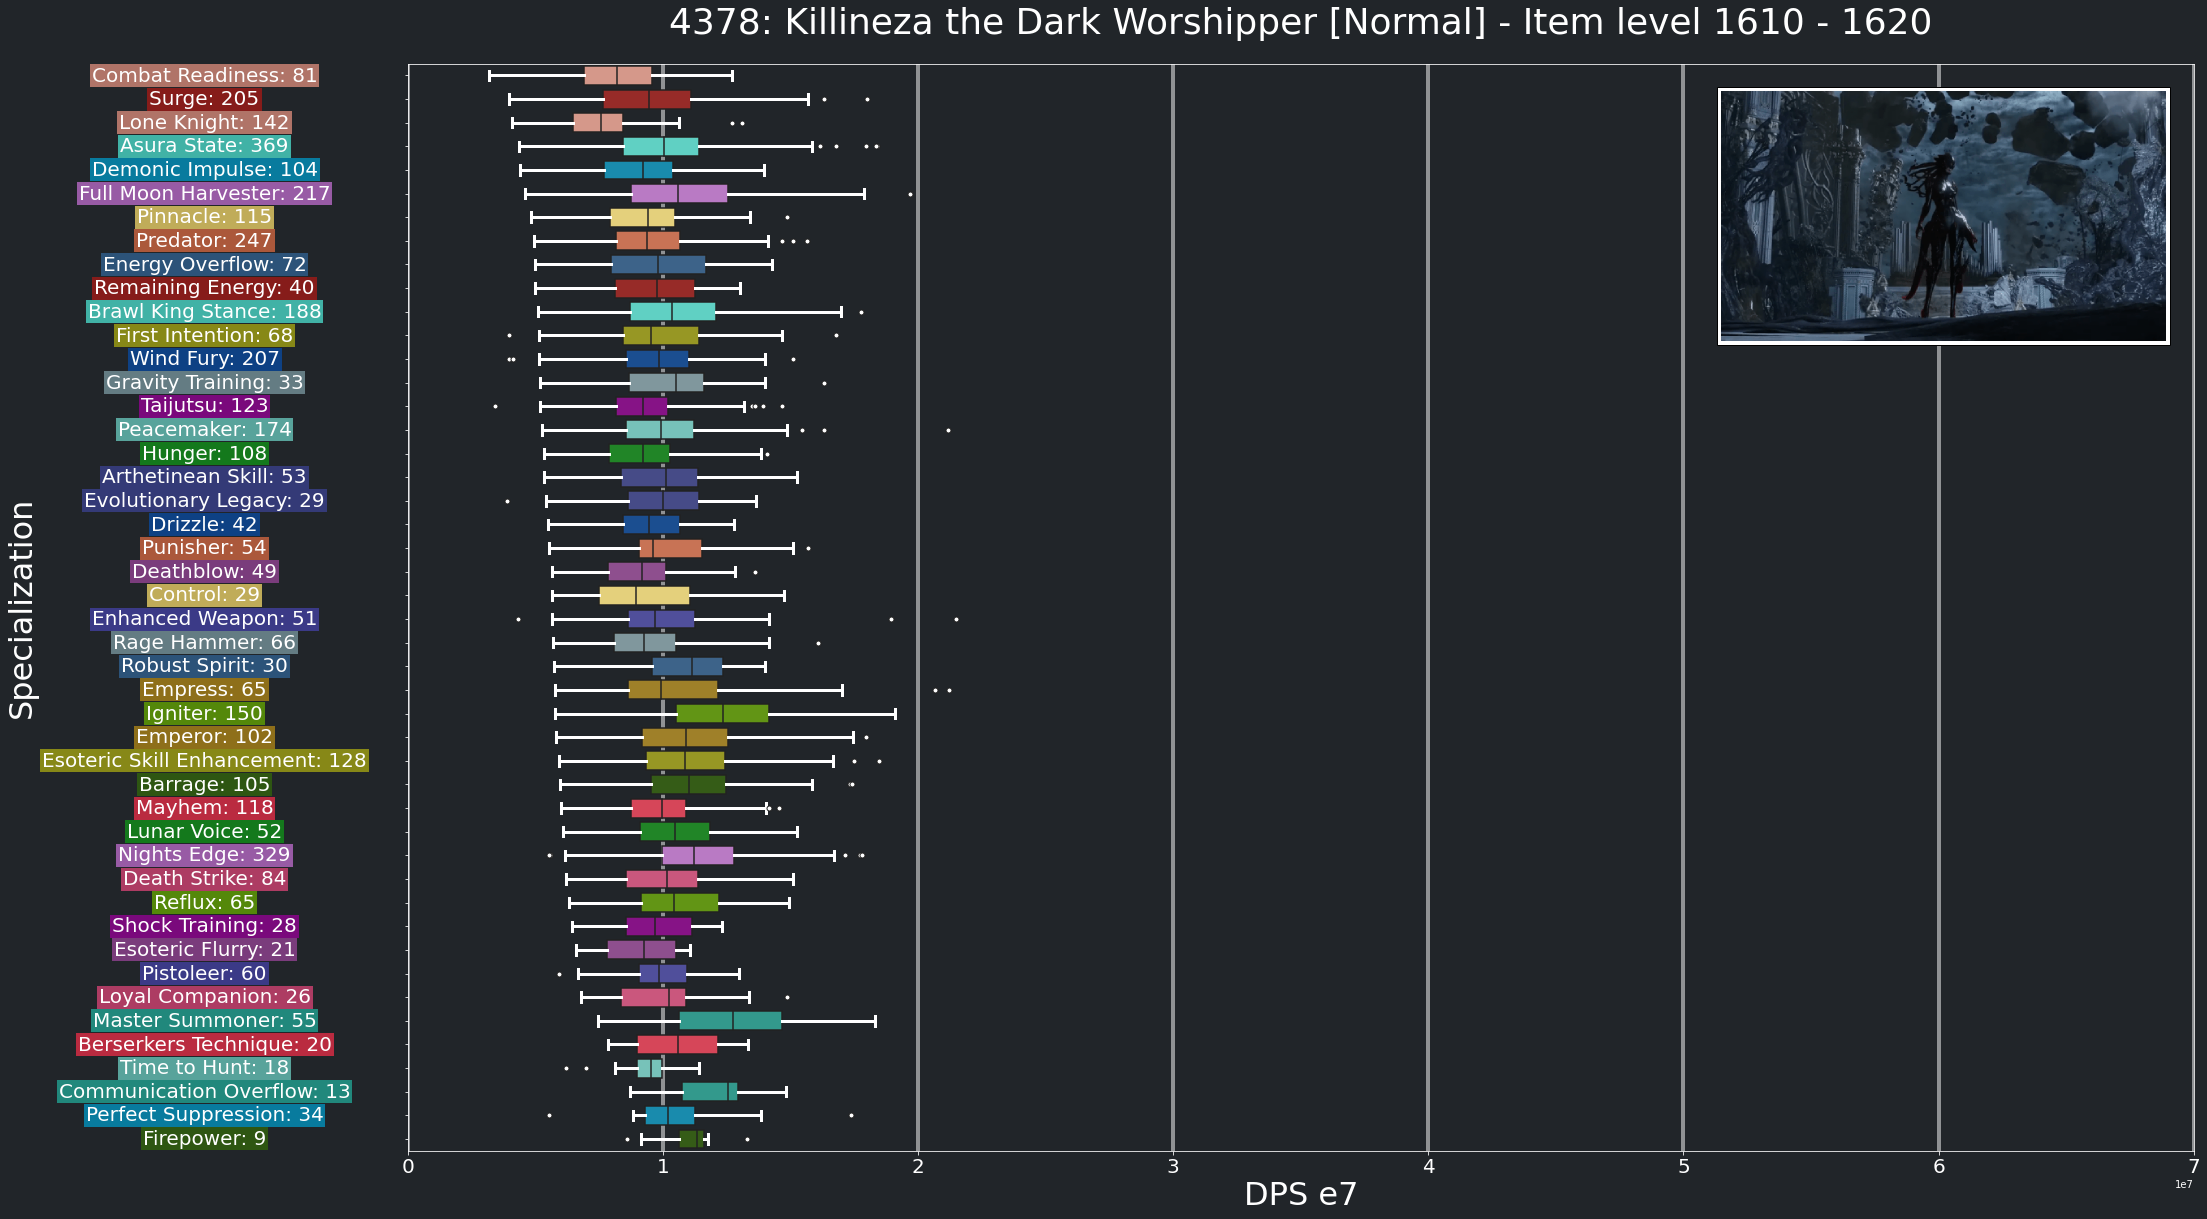 4378: Killineza the Dark Worshipper [Normal] - Item level 1610 - 1620
Specialization
Combat Readiness: 81
Surge: 205
Lone Knight: 142
Asura State: 369
Demonic Impulse: 104
Full Moon Harvester: 217
Pinnacle: 115
Predator: 247
Energy Overflow: 72
Remaining Energy: 40
Brawl King Stance: 188
First Intention: 68
Wind Fury: 207
Gravity Training: 33
Taijutsu: 123
Peacemaker: 174
Hunger: 108
Arthetinean Skill: 53
Evolutionary Legacy: 29
Drizzle: 42
Punisher: 54
Deathblow: 49
Control: 29
Enhanced Weapon: 51
Rage Hammer: 66
Robust Spirit: 30
Empress: 65
Igniter: 150
Emperor: 102
Esoteric Skill Enhancement: 128
Barrage: 105
Mayhem: 118
Lunar Voice: 52
Nights Edge: 329
Death Strike: 84
Reflux: 65
Shock Training: 28
Esoteric Flurry: 21
Pistoleer: 60
Loyal Companion: 26
Master Summoner: 55
Berserkers Technique: 20
Time to Hunt: 18
Communication Overflow: 13
Perfect Suppression: 34
Firepower: 9
0 1 2 3 4 5 6 7
DPS e7
1e7